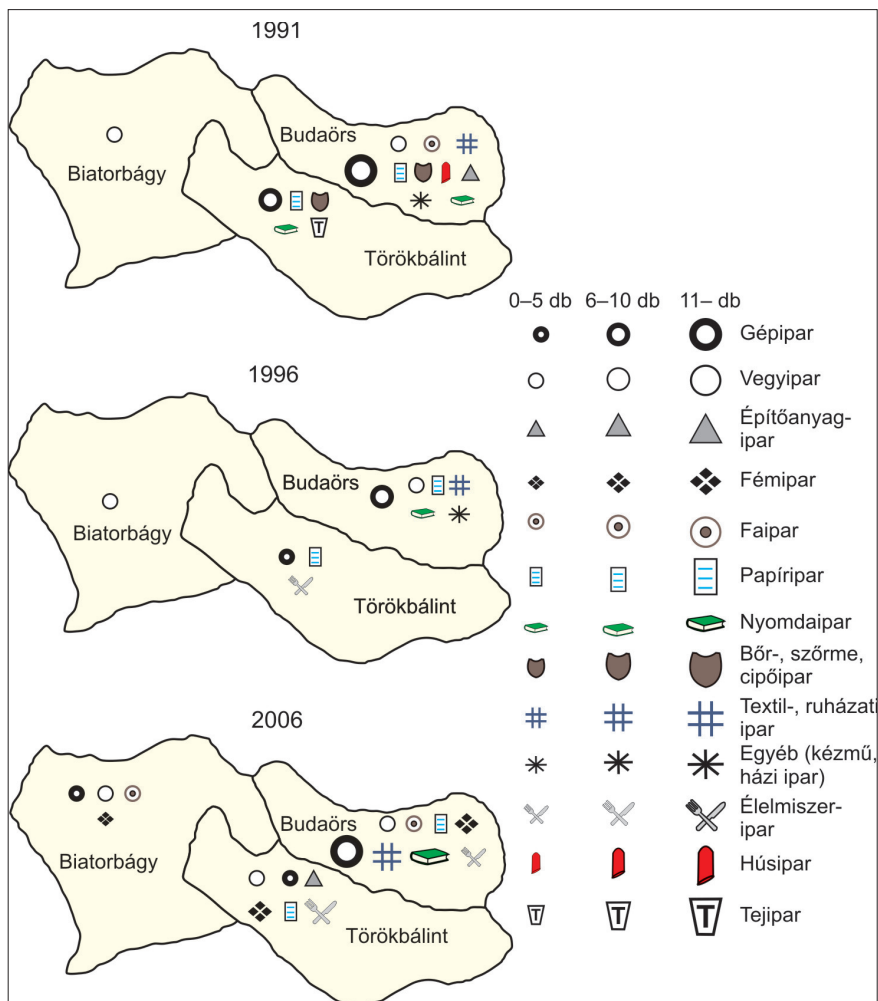 1991
Budaörs
Biatorbágy
T
Törökbálint
1996
Budaörs
Biatorbágy
Törökbálint
2006
Budaörs
Biatorbágy
Törökbálint
0–5 db 6–10 db 11– db
Gépipar
Vegyipar
Építőanyag-
ipar
Fémipar
Faipar
Papíripar
Nyomdaipar
Bőr-, szőrme,
cipőipar
Textil-, ruházati
ipar
Egyéb (kézmű,
házi ipar)
Élelmiszer-
ipar
Húsipar
T T T Tejipar